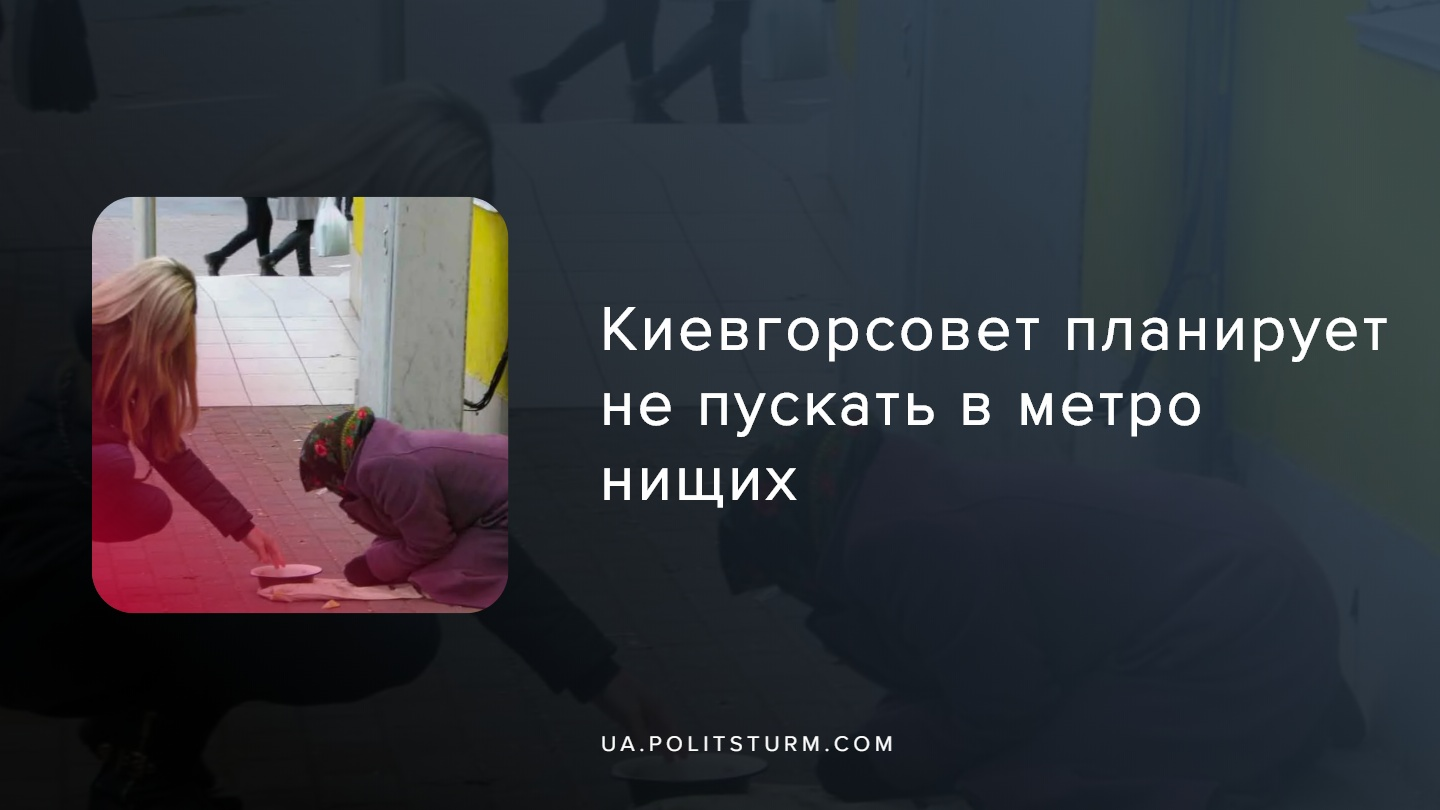 Киевгорсовет планирует
не пускать в метро
нищих
UA.POLITSTURM.COM